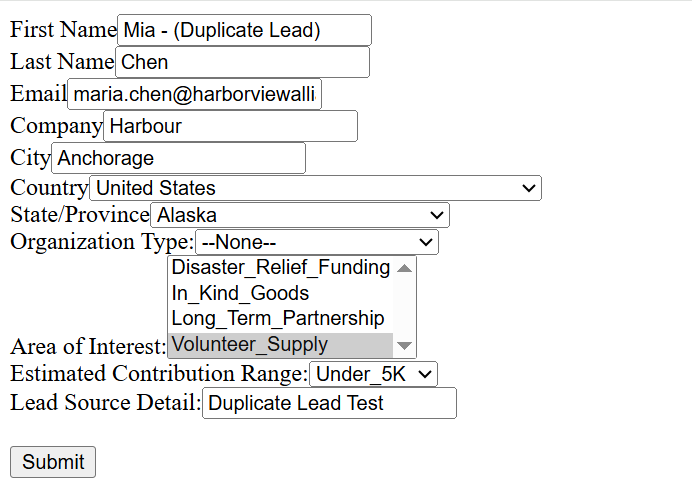 First Name Mia - (Duplicate Lead)
Last Name Chen
Email maria.chen@harborviewalli
Company Harbour
City Anchorage
Country United States
State/Province Alaska
Organization Type: --None--
Disaster_Relief_Funding
In_Kind_Goods
Long_Term_Partnership
Area of Interest: Volunteer_Supply
Estimated Contribution Range: Under_5K
Lead Source Detail: Duplicate Lead Test
Submit